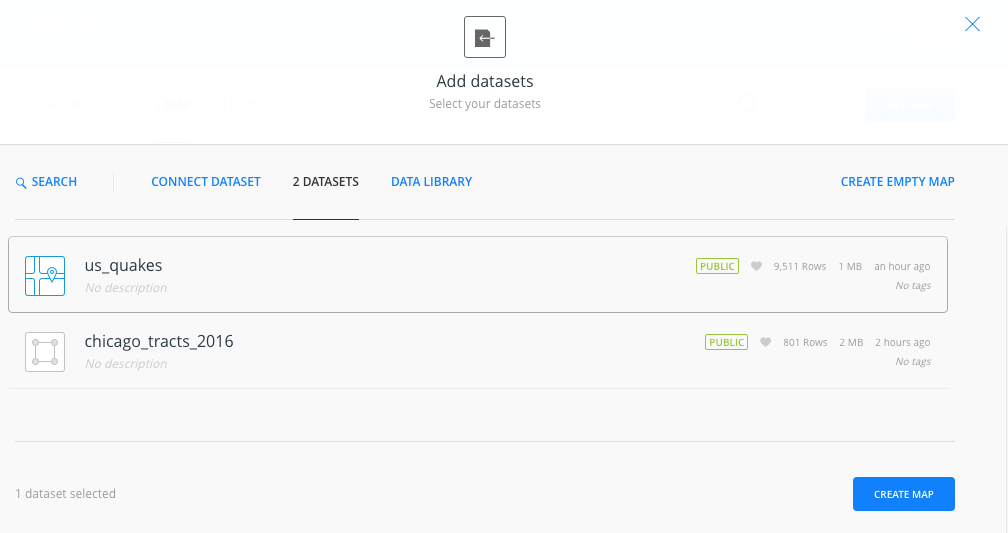 Add datasets
Select your datasets
SEARCH
CONNECT DATASET
2 DATASETS
DATA LIBRARY
CREATE EMPTY MAP
us_quakes
PUBLIC
9,511 Rows
1 MB
an hour ago
No description
No tags
chicago_tracts_2016
PUBLIC
801 Rows
2 MB
2 hours ago
No description
No tags
1 dataset selected
CREATE MAP